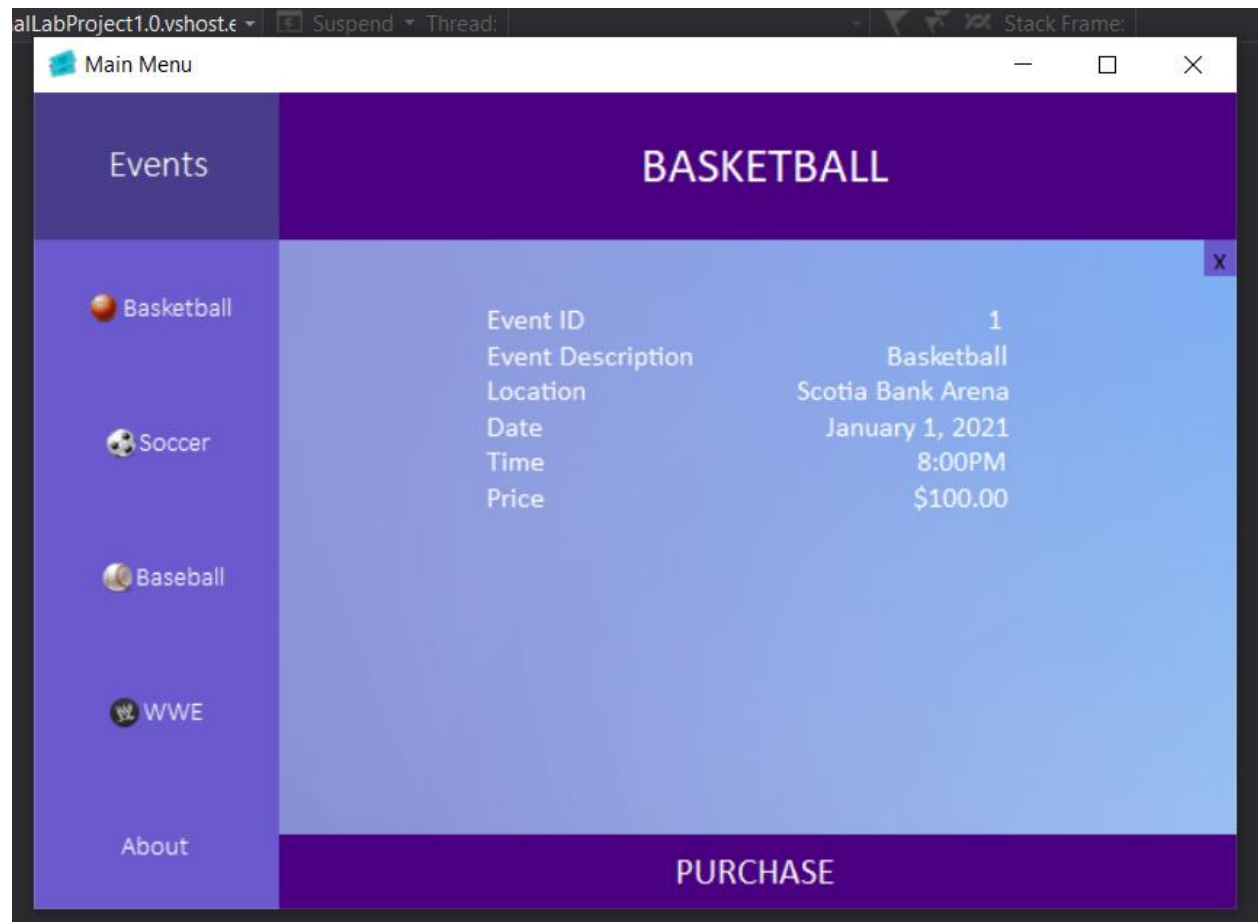 alLabProject1.0.vshost.e Suspend Thread: Stack Frame:
Main Menu
Events
BASKETBALL
X
Basketball
Soccer
Baseball
WWE
About
Event ID 1
Event Description Basketball
Location Scotia Bank Arena
Date January 1, 2021
Time 8:00PM
Price $100.00
PURCHASE